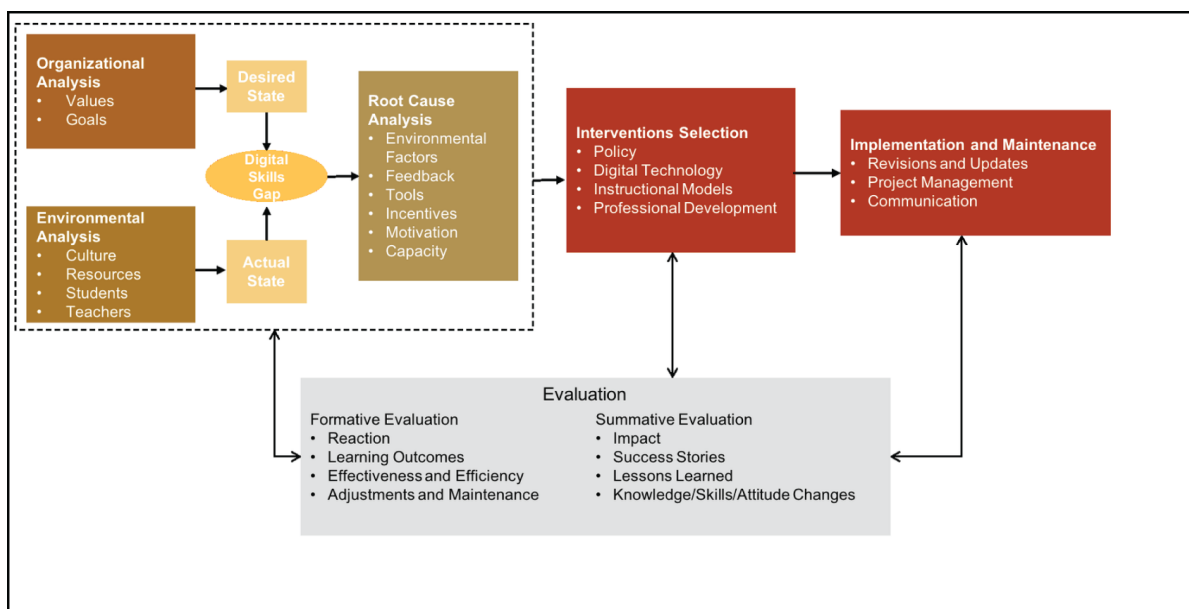 Organizational
Analysis
• Values
• Goals
Desired
State
Digital
Skills
Gap
Environmental
Analysis
• Culture
• Resources
• Students
• Teachers
Actual
State
Root Cause
Analysis
• Environmental
Factors
• Feedback
• Tools
• Incentives
• Motivation
• Capacity
Interventions Selection
• Policy
• Digital Technology
• Instructional Models
• Professional Development
Implementation and Maintenance
• Revisions and Updates
• Project Management
• Communication
Evaluation
Formative Evaluation
• Reaction
• Learning Outcomes
• Effectiveness and Efficiency
• Adjustments and Maintenance
Summative Evaluation
• Impact
• Success Stories
• Lessons Learned
• Knowledge/Skills/Attitude Changes